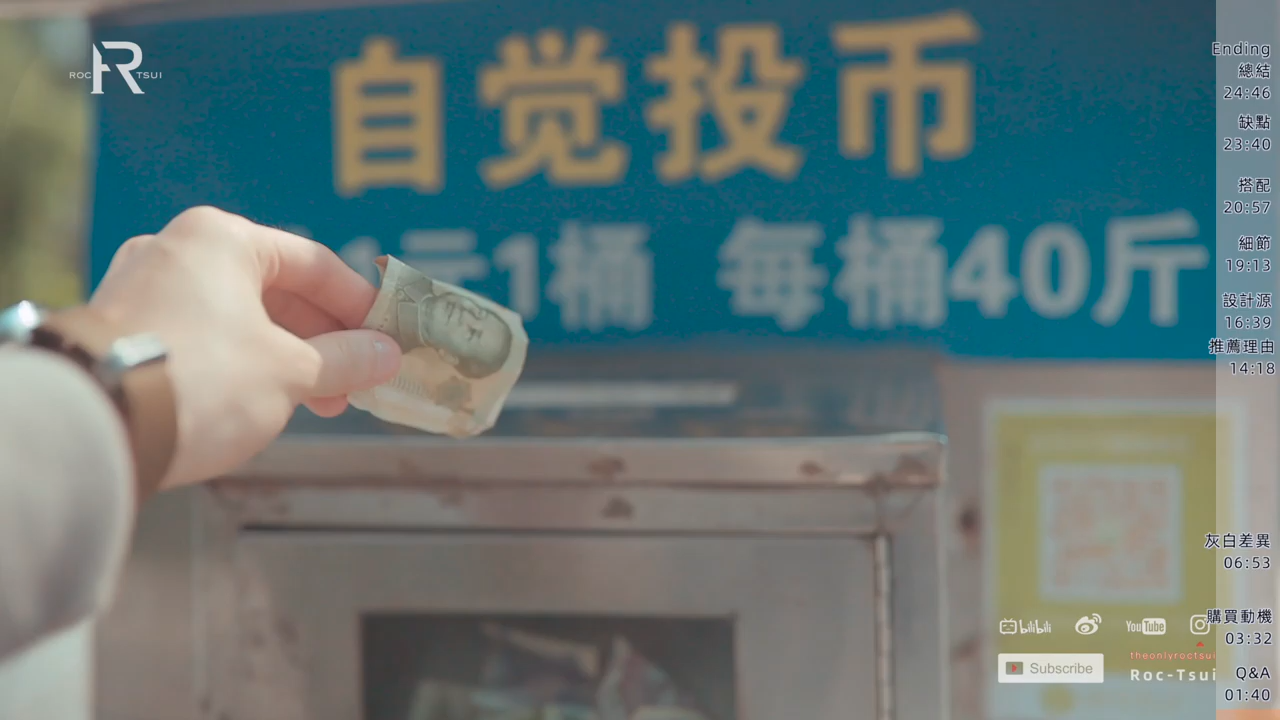 ROC R TSUI
自觉投币
1元1桶 每桶40斤
Ending
總結
24:46
缺點
23:40
搭配
20:57
細節
19:13
設計源
16:39
推薦理由
14:18
灰白差異
06:53
購買動機
03:32
Q&A
01:40
bilibili
YouTube
theonlyroctsui
Subscribe
Roc-Tsui